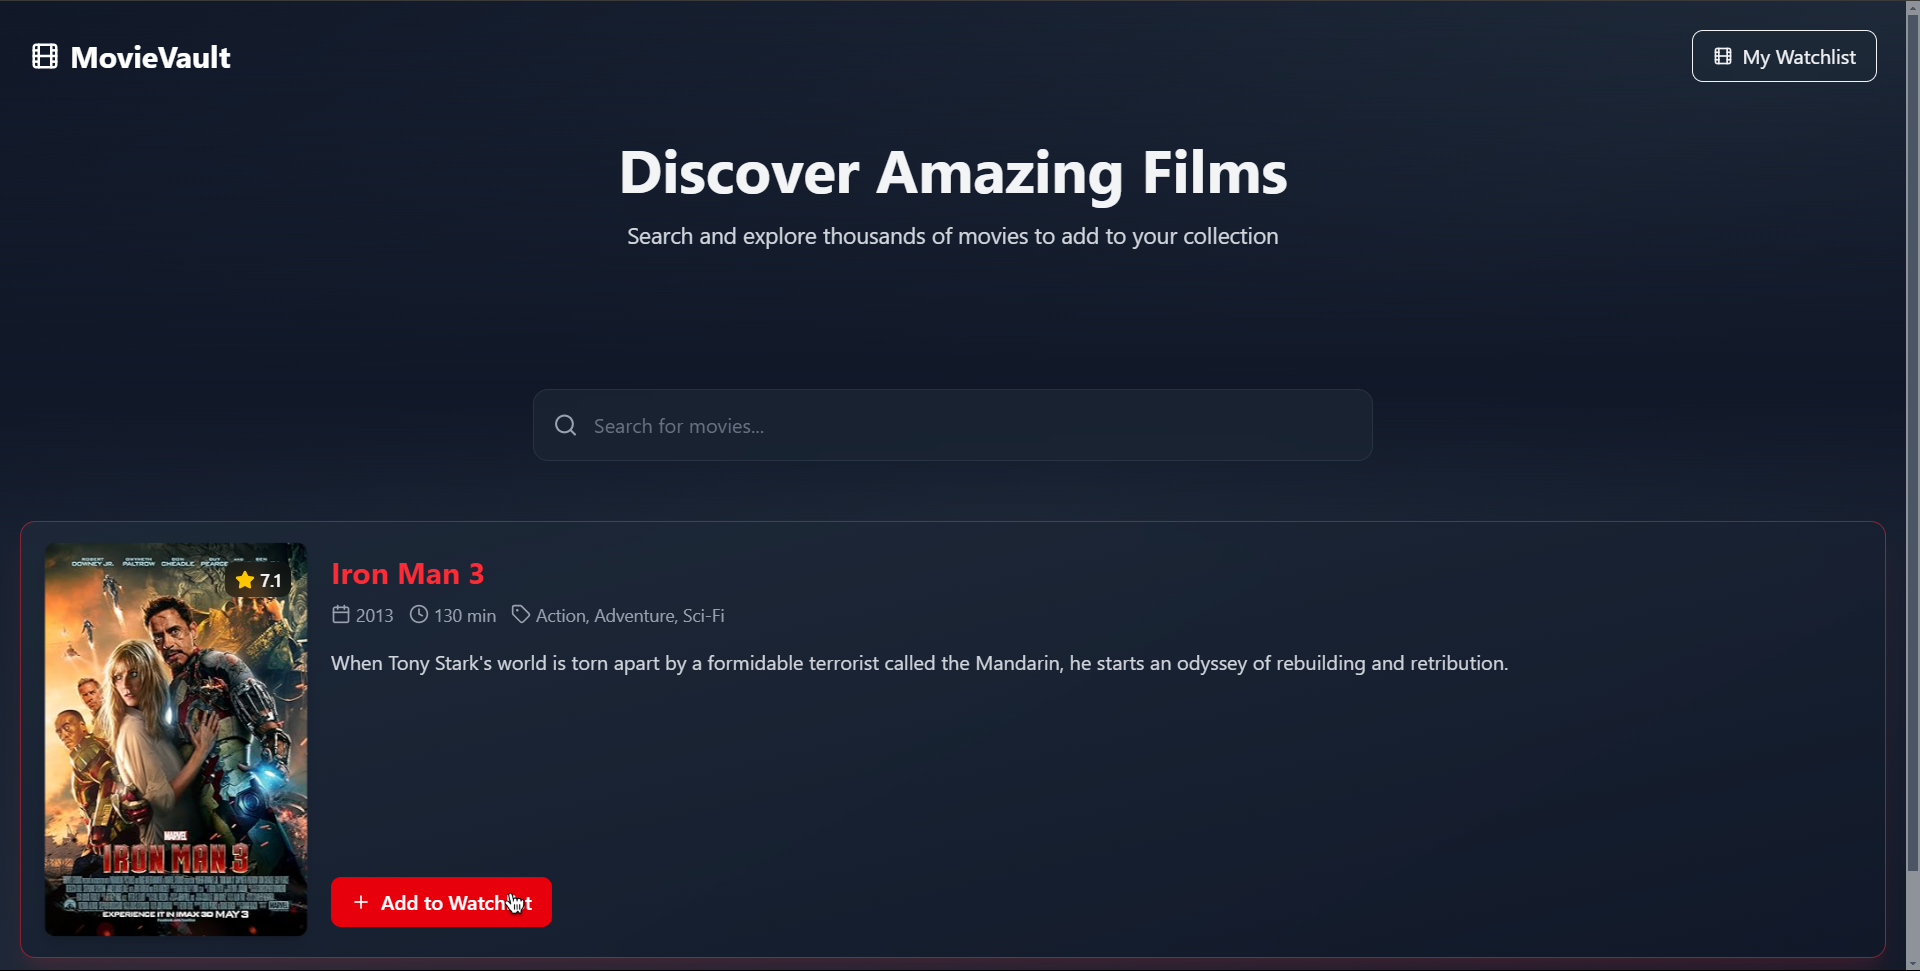 MovieVault
My Watchlist
Discover Amazing Films
Search and explore thousands of movies to add to your collection
Search for movies...
ROBERT DOWNEY JR. GWYNETH PALTROW DON CHEADLE GUY PEARCE AND BEN
7.1
Iron Man 3
2013 130 min Action, Adventure, Sci-Fi
When Tony Stark's world is torn apart by a formidable terrorist called the Mandarin, he starts an odyssey of rebuilding and retribution.
MARVEL
IRON MAN 3
EXPERIENCE IT IN IMAX 3D MAY 3
+ Add to Watchlist